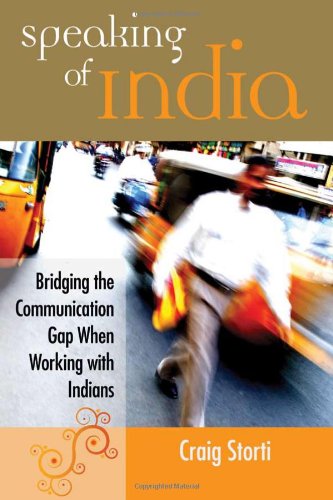 speaking
of India
Bridging the
Communication
Gap When
Working with
Indians
Craig Storti